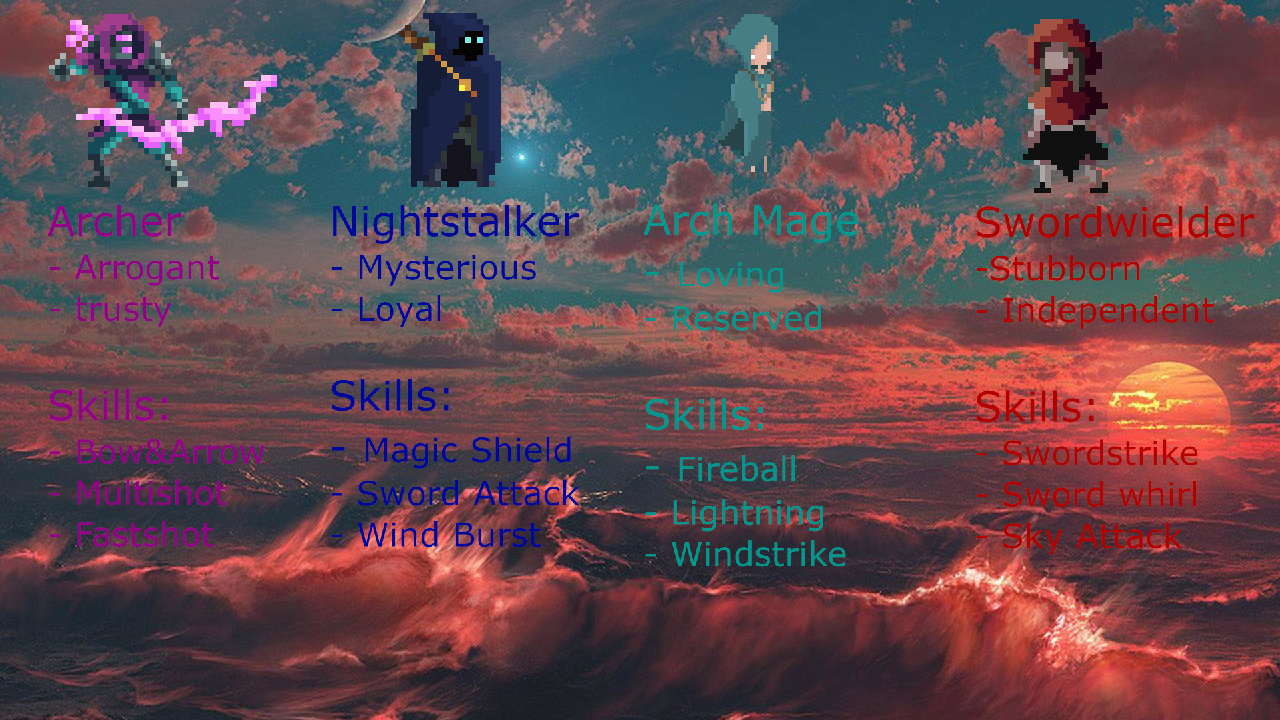 Archer
- Arrogant
- trusty
Skills:
- Bow&Arrow
- Multishot
- Fastshot
Nightstalker
- Mysterious
- Loyal
Skills:
- Magic Shield
- Sword Attack
- Wind Burst
Arch Mage
- Loving
- Reserved
Skills:
- Fireball
- Lightning
- Windstrike
Swordwielder
-Stubborn
- Independent
Skills:
- Swordstrike
- Sword whirl
- Sky Attack